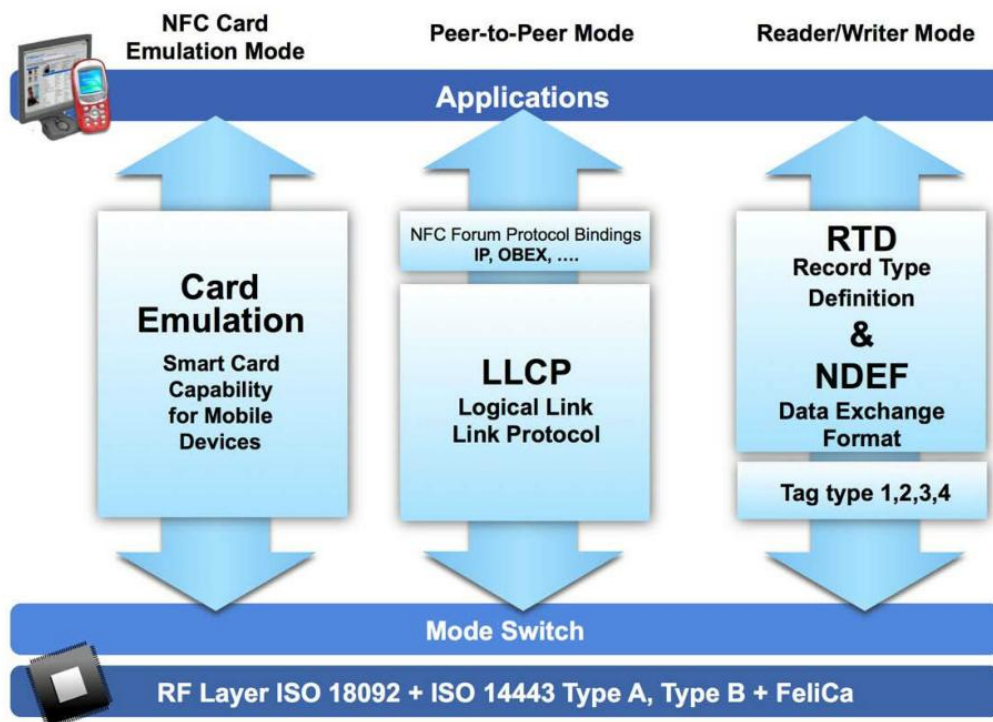 NFC Card
Emulation Mode
Peer-to-Peer Mode
Reader/Writer Mode
Applications
Card
Emulation
Smart Card
Capability
for Mobile
Devices
NFC Forum Protocol Bindings
IP, OBEX, ....
LLCP
Logical Link
Link Protocol
RTD
Record Type
Definition
&
NDEF
Data Exchange
Format
Tag type 1,2,3,4
Mode Switch
RF Layer ISO 18092 + ISO 14443 Type A, Type B + FeliCa